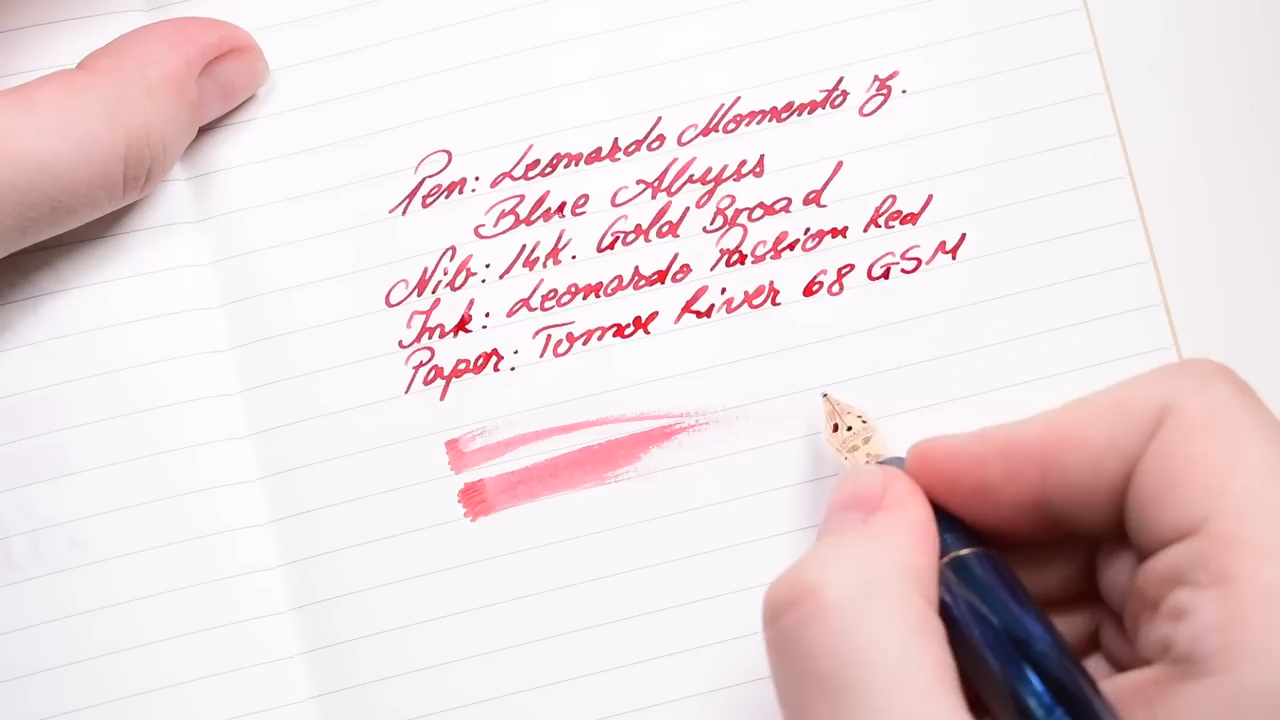 Pen: Leonardo Momento Z.
Blue Abyss
Nib: 14k. Gold Broad
Ink: Leonardo Passion Red
Paper: Tomoe River 68 GSM